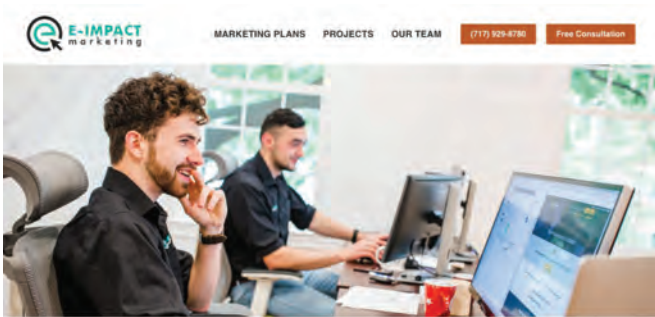 E-IMPACT
marketing
MARKETING PLANS PROJECTS OUR TEAM (717) 929-8780 Free Consultation